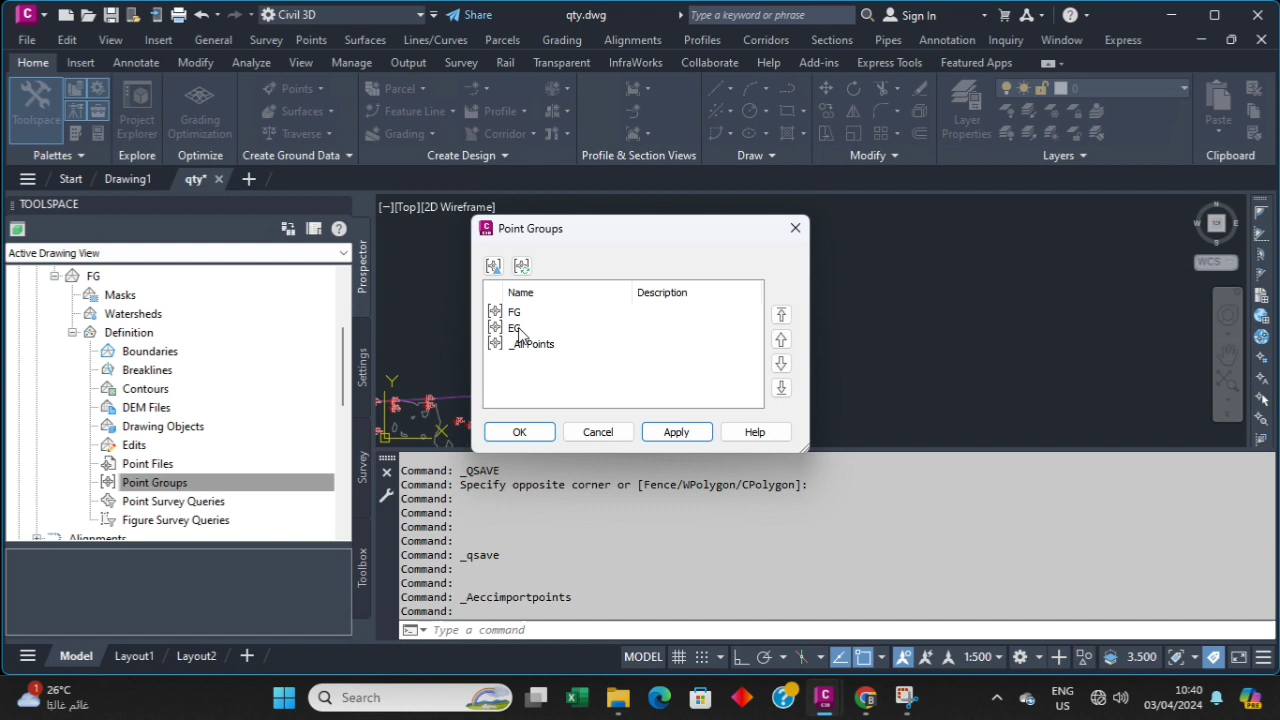 Civil 3D
Share
qty.dwg
Type a keyword or phrase
Sign In
File Edit View Insert General Survey Points Surfaces Lines/Curves Parcels Grading Alignments Profiles Corridors Sections Pipes Annotation Inquiry Window Express
Home Insert Annotate Modify Analyze View Manage Output Survey Rail Transparent InfraWorks Collaborate Help Add-ins Express Tools Featured Apps
Toolspace
Project Explorer
Grading Optimization
Points
Surfaces
Traverse
Parcel
Feature Line
Grading
Profile
Corridor
Layer Properties
0
Paste
Palettes Explore Optimize Create Ground Data Create Design Profile & Section Views Draw Modify Layers Clipboard
Start Drawing1 qty*
TOOLSPACE
Active Drawing View
FG
Masks
Watersheds
Definition
Boundaries
Breaklines
Contours
DEM Files
Drawing Objects
Edits
Point Files
Point Groups
Point Survey Queries
Figure Survey Queries
Alignments
Prospector
Settings
Survey
Toolbox
[−][Top][2D Wireframe]
Y
X
N
W
E
S
WCS
Point Groups
Name Description
FG
EG
_All Points
OK Cancel Apply Help
Command: _QSAVE
Command: Specify opposite corner or [Fence/WPolygon/CPolygon]:
Command:
Command:
Command:
Command:
Command: _qsave
Command:
Command:
Command: _Aeccimportpoints
Command:
Type a command
Model Layout1 Layout2
MODEL 1:500 3.500
1
26°C
غائم غالبًا
Search
ENG
US
10:40
03/04/2024